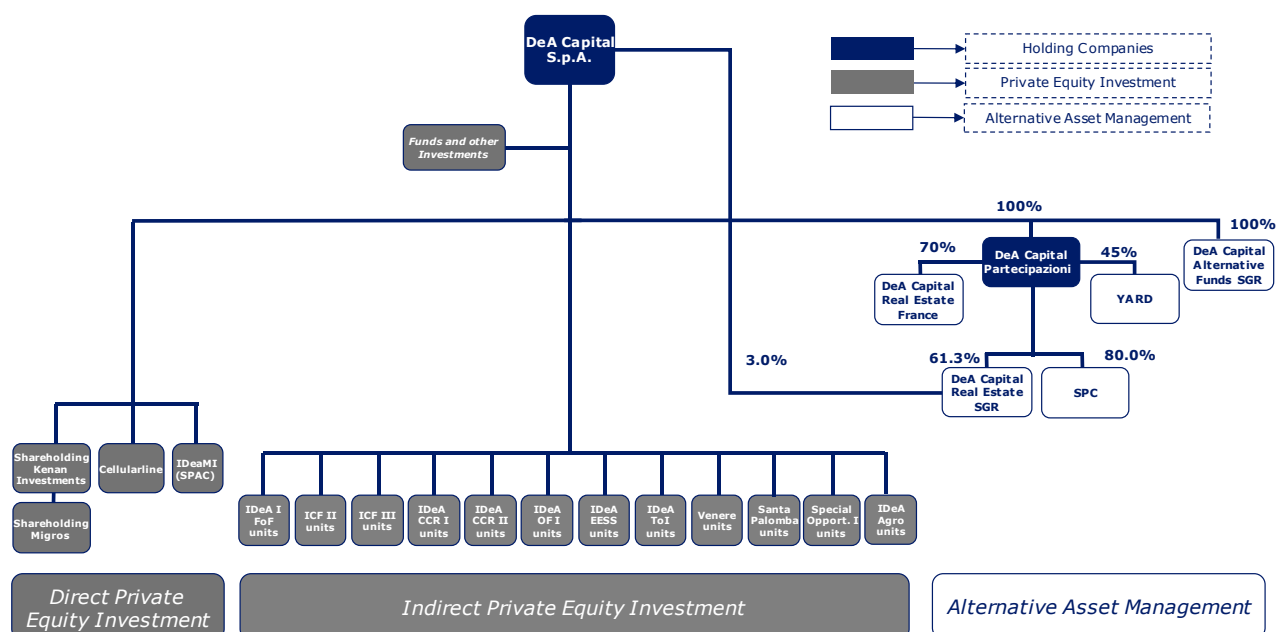 DeA Capital
S.p.A.
Holding Companies
Private Equity Investment
Alternative Asset Management
Funds and other
Investments
100%
100%
70%
DeA Capital
Partecipazioni
45%
DeA Capital
Alternative
Funds SGR
DeA Capital
Real Estate
France
YARD
3.0%
61.3%
80.0%
DeA Capital
Real Estate
SGR
SPC
Shareholding
Kenan
Investments
Cellularline
IDeaMI
(SPAC)
Shareholding
Migros
IDeA I
FoF
units
ICF II
units
ICF III
units
IDeA
CCR I
units
IDeA
CCR II
units
IDeA
OF I
units
IDeA
EESS
units
IDeA
ToI
units
Venere
units
Santa
Palomba
units
Special
Opport. I
units
IDeA
Agro
units
Direct Private
Equity Investment
Indirect Private Equity Investment
Alternative Asset Management